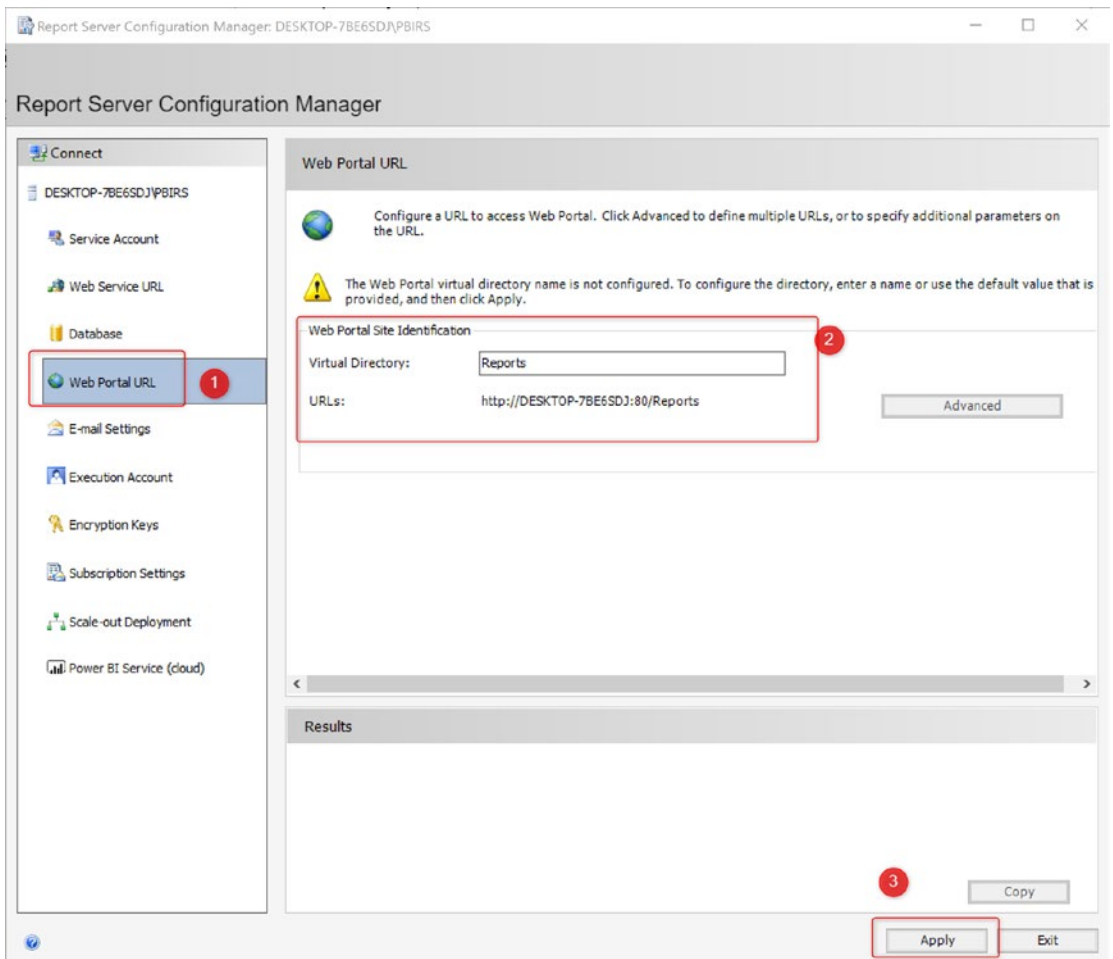 Report Server Configuration Manager: DESKTOP-7BE6SDJ\PBIRS
Report Server Configuration Manager
Connect
DESKTOP-7BE6SDJ\PBIRS
Service Account
Web Service URL
Database
Web Portal URL
1
E-mail Settings
Execution Account
Encryption Keys
Subscription Settings
Scale-out Deployment
Power BI Service (cloud)
Web Portal URL
Configure a URL to access Web Portal. Click Advanced to define multiple URLs, or to specify additional parameters on
the URL.
The Web Portal virtual directory name is not configured. To configure the directory, enter a name or use the default value that is
provided, and then click Apply.
Web Portal Site Identification
2
Virtual Directory: Reports
URLs: http://DESKTOP-7BE6SDJ:80/Reports
Advanced
Results
3
Copy
Apply
Exit